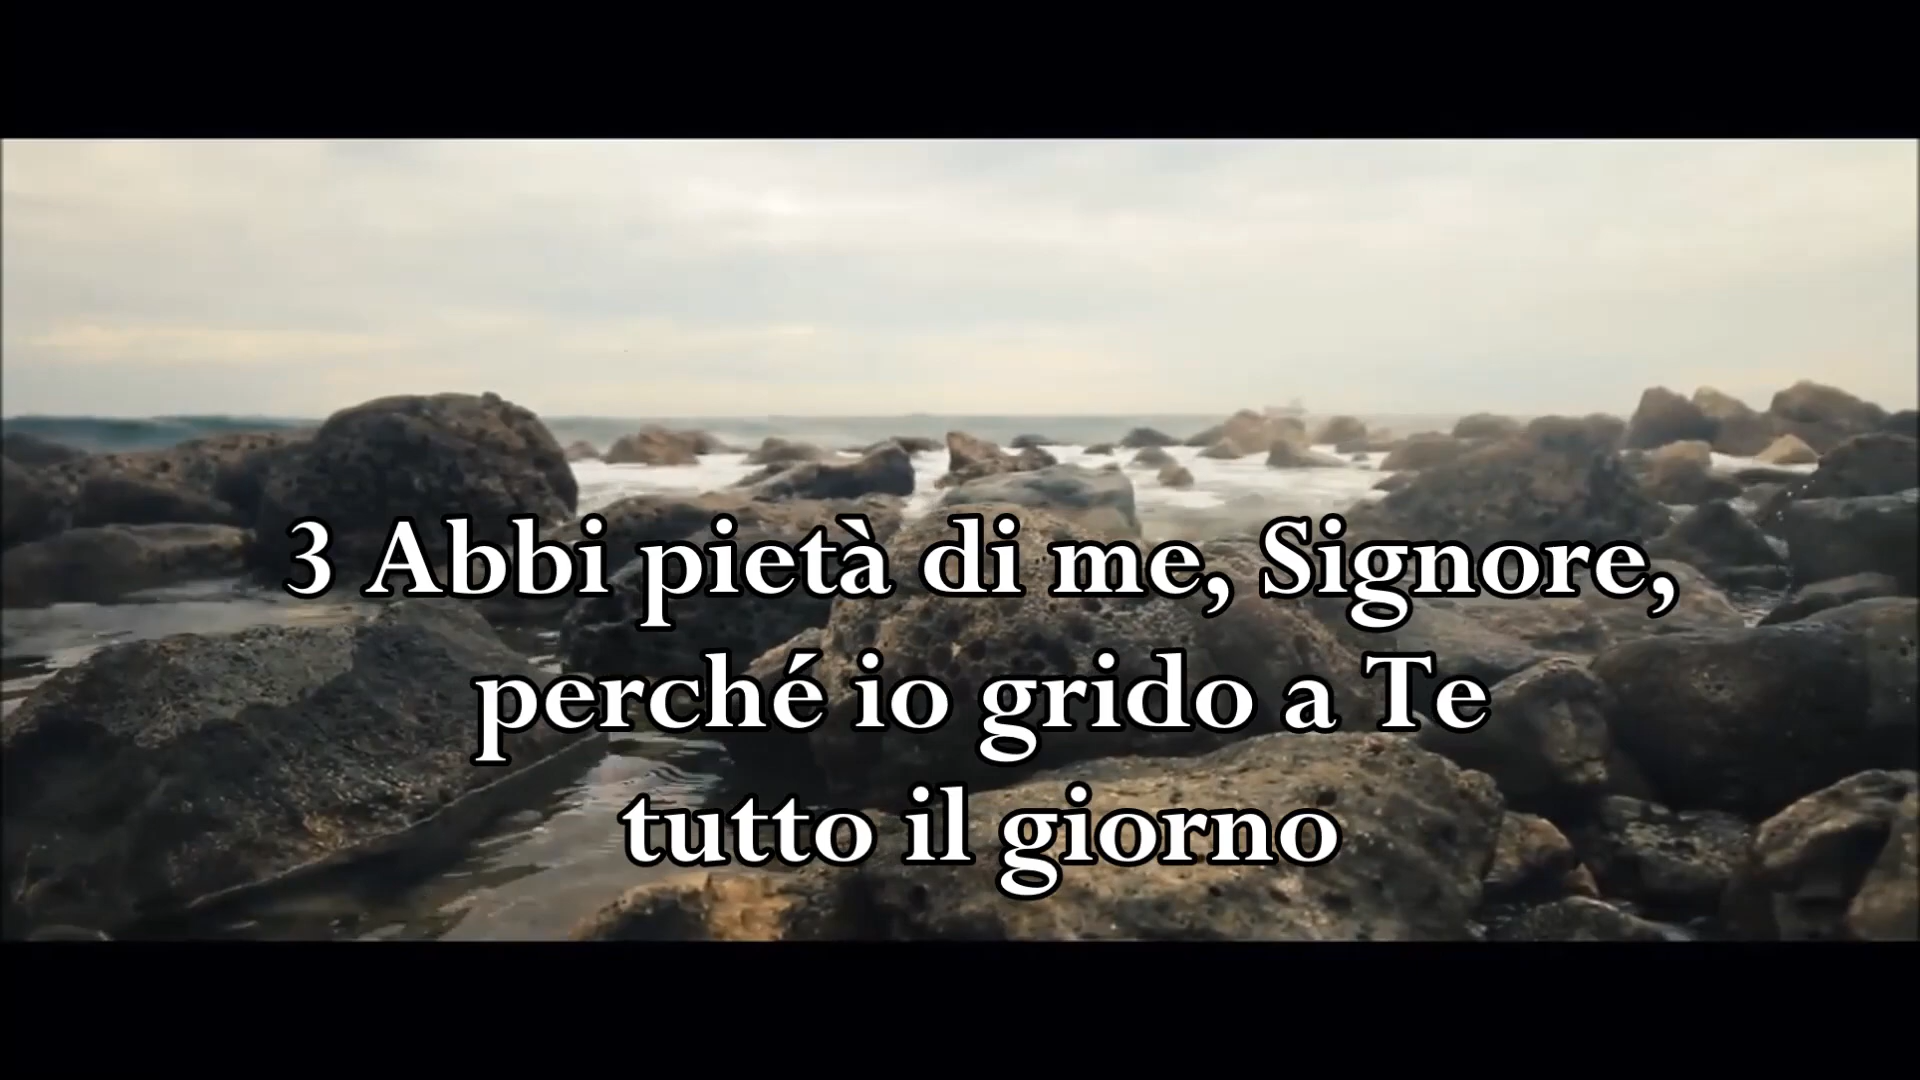 3 Abbi pietà di me, Signore,
perché io grido a Te
tutto il giorno